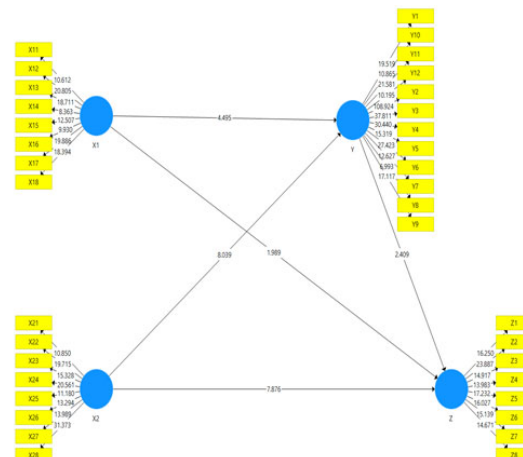 X11
X12
X13
X14
X15
X16
X17
X18
10.612
20.805
18.711
8.363
12.307
9.930
19.886
18.394
X1
Y1
Y10
Y11
Y12
Y2
Y3
Y4
Y5
Y6
Y7
Y8
Y9
19.519
10.865
21.581
10.195
108.924
37.811
30.440
15.319
27.423
12.627
6.993
17.117
Y
4.495
8.039
1.989
2.409
7.876
X21
X22
X23
X24
X25
X26
X27
X28
10.850
19.715
15.328
20.561
11.180
13.294
13.989
31.373
X2
Z1
Z2
Z3
Z4
Z5
Z6
Z7
Z8
16.250
23.887
14.917
13.983
17.232
16.027
15.139
14.671
Z